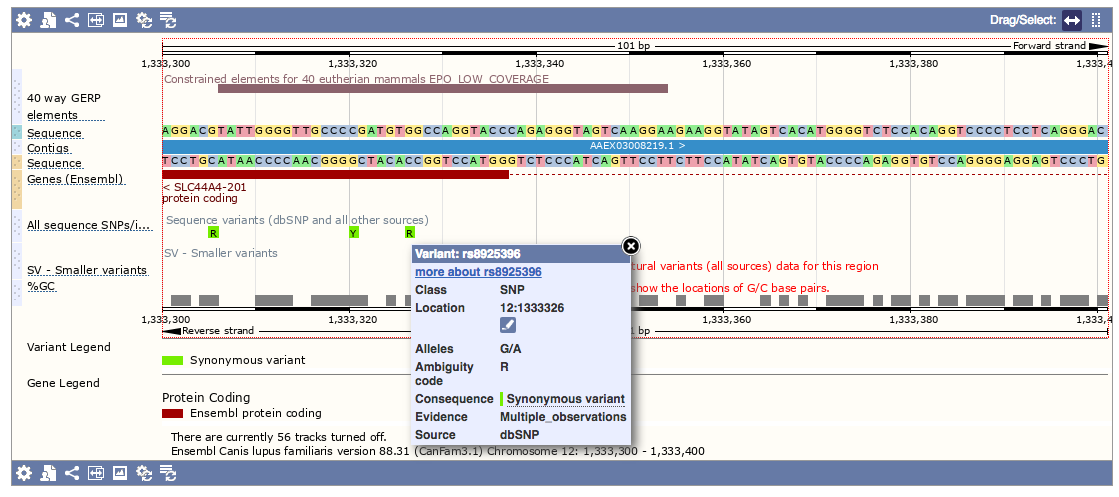 Drag/Select:
101 bp
Forward strand
1,333,300 1,333,320 1,333,340 1,333,360 1,333,380 1,333,4
Constrained elements for 40 eutherian mammals EPO_LOW_COVERAGE
40 way GERP
elements
Sequence
AGGACGTATTGGGGTTGCCCCGATGTGGCCAGGTACCCAGAGGGTAGTCAAGGAAGAAGGTATAGTCACATGGGGTCTCCACAGGTCCCCTCCTCAGGGAC
Contigs
AAEX03008219.1 >
Sequence
TCCTGCATAACCCCAACGGGGCTACACCGGTCCATGGGTCTCCCATCAGTTCCTTCTTCCATATCAGTGTACCCCAGAGGTGTCCAGGGGAGGAGTCCCTG
Genes (Ensembl)
< SLC44A4-201
protein coding
Sequence variants (dbSNP and all other sources)
All sequence SNPs/i...
R Y R
SV - Smaller variants
SV - Smaller variants
tural variants (all sources) data for this region
%GC
show the locations of G/C base pairs.
Variant: rs8925396
more about rs8925396
Class SNP
Location 12:1333326
Alleles G/A
Ambiguity code R
Consequence Synonymous variant
Evidence Multiple_observations
Source dbSNP
1,333,300 1,333,320 1,333,360 1,333,380 1,333,4
Reverse strand
bp
Variant Legend
Synonymous variant
Gene Legend
Protein Coding
Ensembl protein coding
There are currently 56 tracks turned off.
Ensembl Canis lupus familiaris version 88.31 (CanFam3.1) Chromosome 12: 1,333,300 - 1,333,400